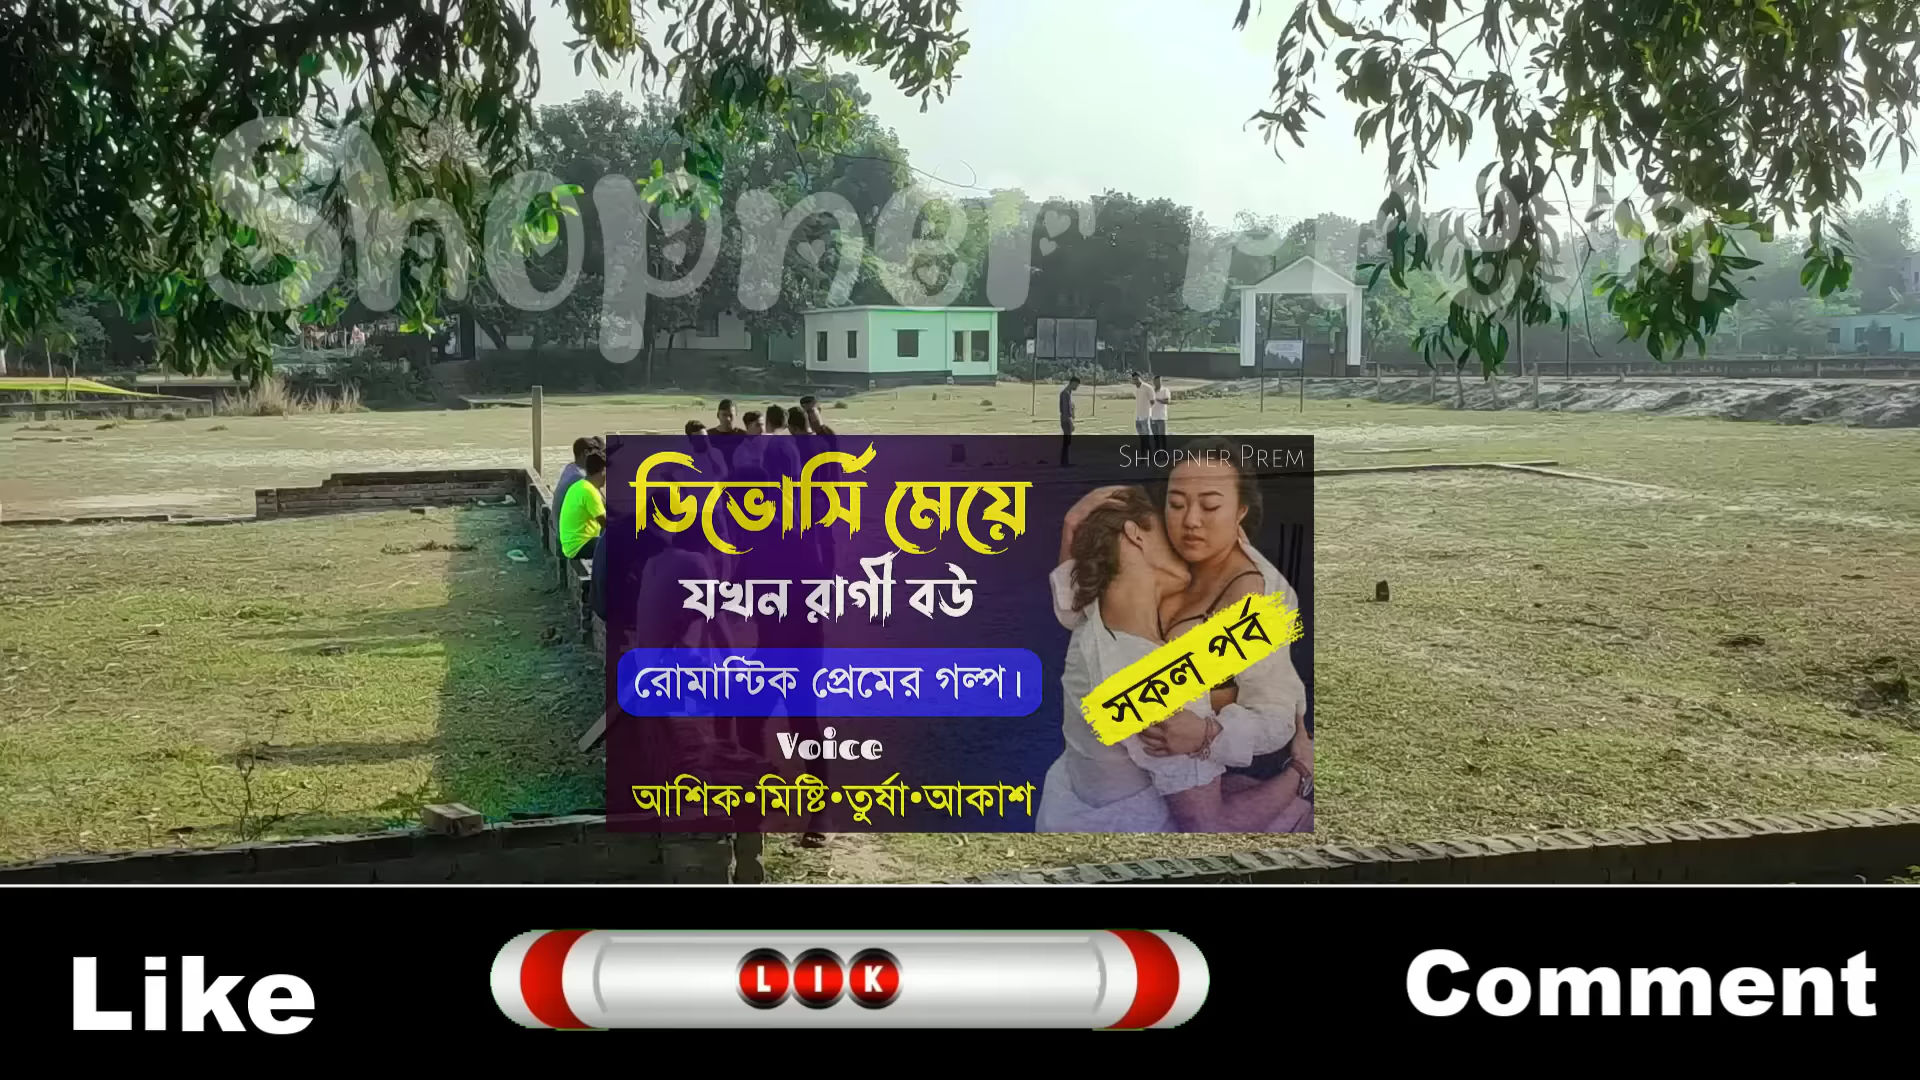 Shopner Prem
SHOPNER PREM
ডিভোর্সি মেয়ে
যখন রাগী বউ
রোমান্টিক প্রেমের গল্প।
সকল পর্ব
Voice
আশিক•মিষ্টি•তুর্ষা•আকাশ
Like
LIK
Comment